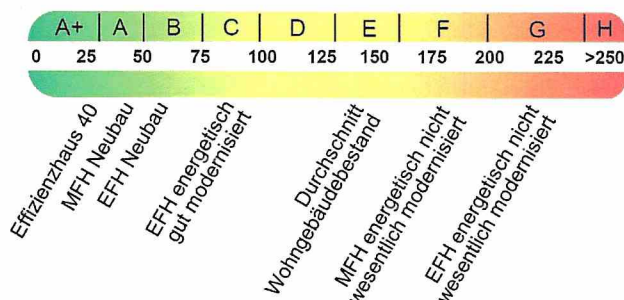 A+ A B C D E F G H
0 25 50 75 100 125 150 175 200 225 >250
Effizienzhaus 40
MFH Neubau
EFH Neubau
EFH energetisch
gut modernisiert
Durchschnitt
Wohngebäudebestand
MFH energetisch nicht
wesentlich modernisiert
EFH energetisch nicht
wesentlich modernisiert